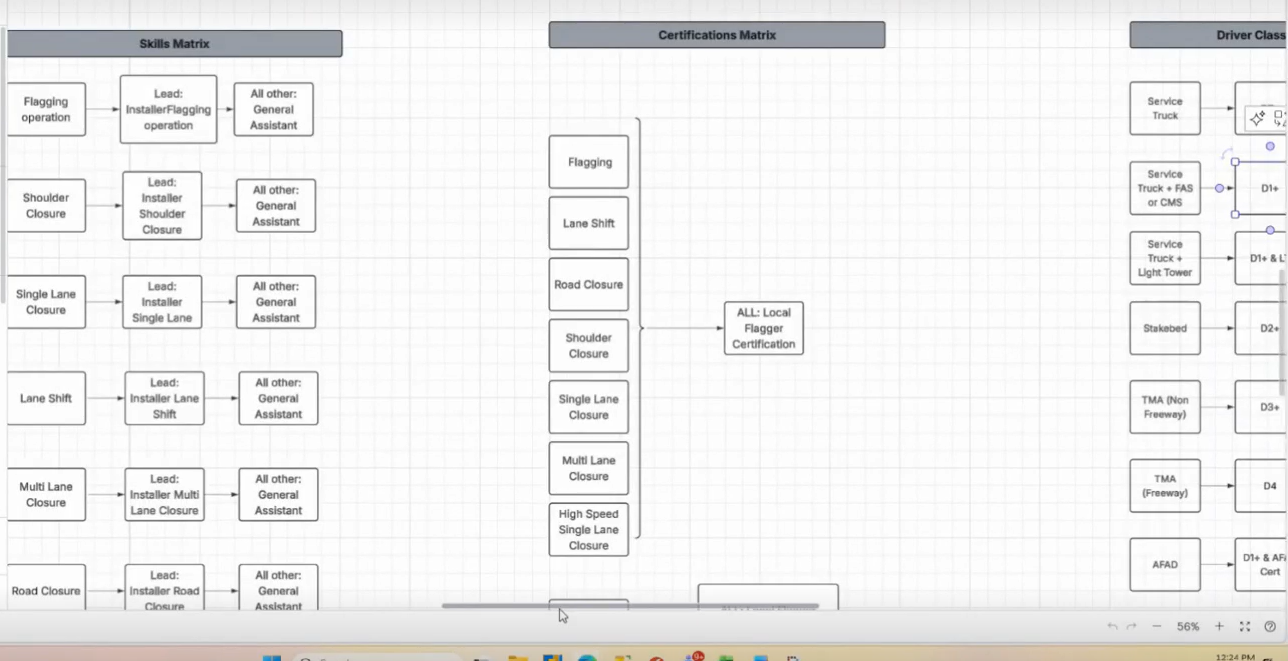 Skills Matrix
Flagging
operation
Lead:
InstallerFlagging
operation
All other:
General
Assistant
Shoulder
Closure
Lead:
Installer
Shoulder
Closure
All other:
General
Assistant
Single Lane
Closure
Lead:
Installer
Single Lane
All other:
General
Assistant
Lane Shift
Lead:
Installer Lane
Shift
All other:
General
Assistant
Multi Lane
Closure
Lead:
Installer Multi
Lane Closure
All other:
General
Assistant
Road Closure
Lead:
Installer Road
Closure
All other:
General
Assistant
Certifications Matrix
Flagging
Lane Shift
Road Closure
Shoulder
Closure
Single Lane
Closure
Multi Lane
Closure
High Speed
Single Lane
Closure
ALL: Local
Flagger
Certification
Driver Class
Service
Truck
Service
Truck + FAS
or CMS
D1+
Service
Truck +
Light Tower
D1+ & L
Stakebed
D2+
TMA (Non
Freeway)
D3+
TMA
(Freeway)
D4
AFAD
D1+ & AF
Cert
56%
12:24 PM